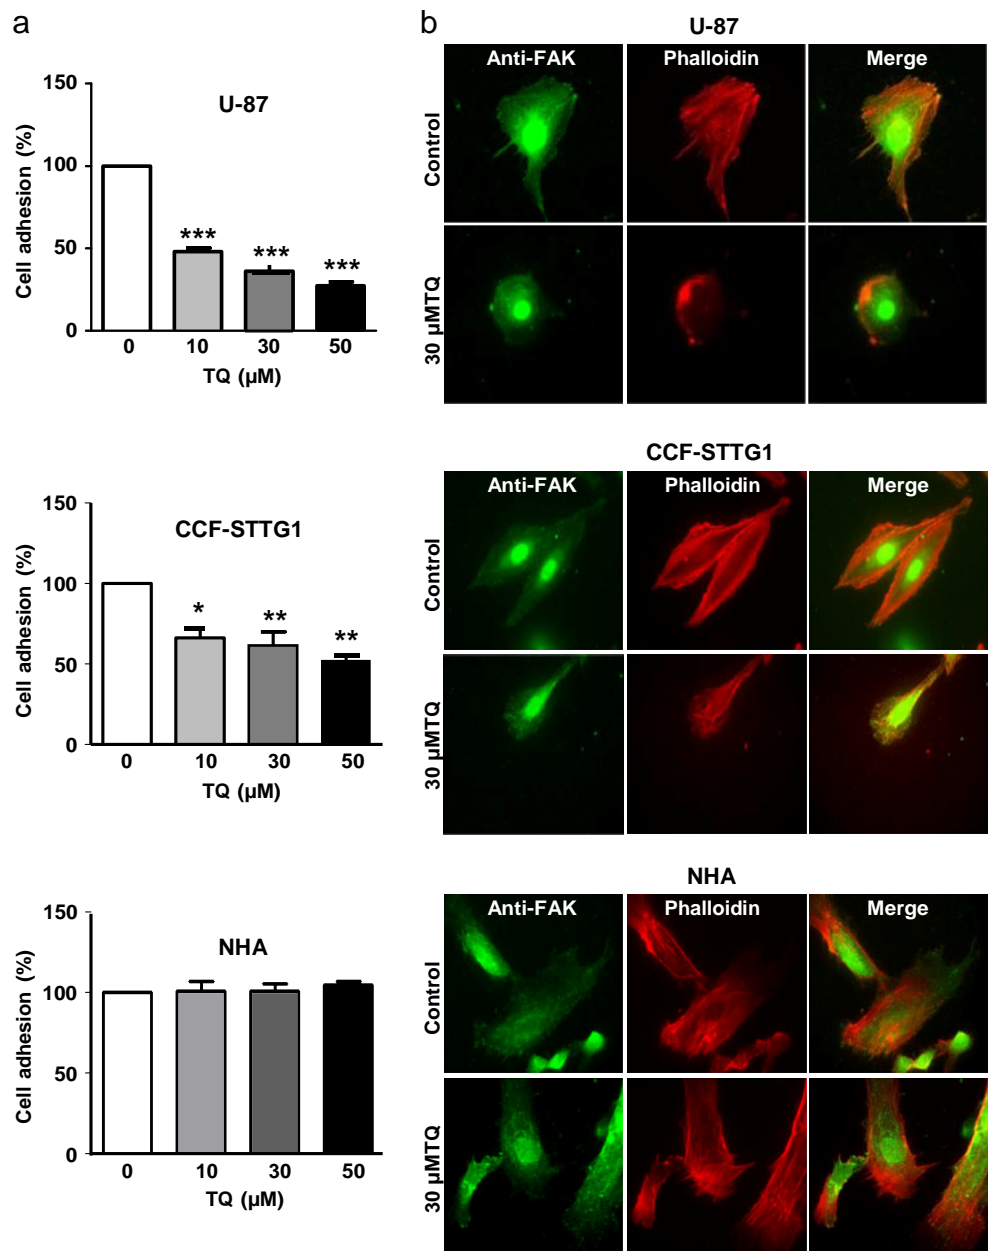 a
150
U-87
100
***
***
***
50
0
0 10 30 50
TQ (µM)
Cell adhesion (%)
150
CCF-STTG1
100
*
**
**
50
0
0 10 30 50
TQ (µM)
Cell adhesion (%)
150
NHA
100
50
0
0 10 30 50
TQ (µM)
Cell adhesion (%)
b
U-87
Anti-FAK Phalloidin Merge
Control
30 µMTQ
CCF-STTG1
Anti-FAK Phalloidin Merge
Control
30 µMTQ
NHA
Anti-FAK Phalloidin Merge
Control
30 µMTQ